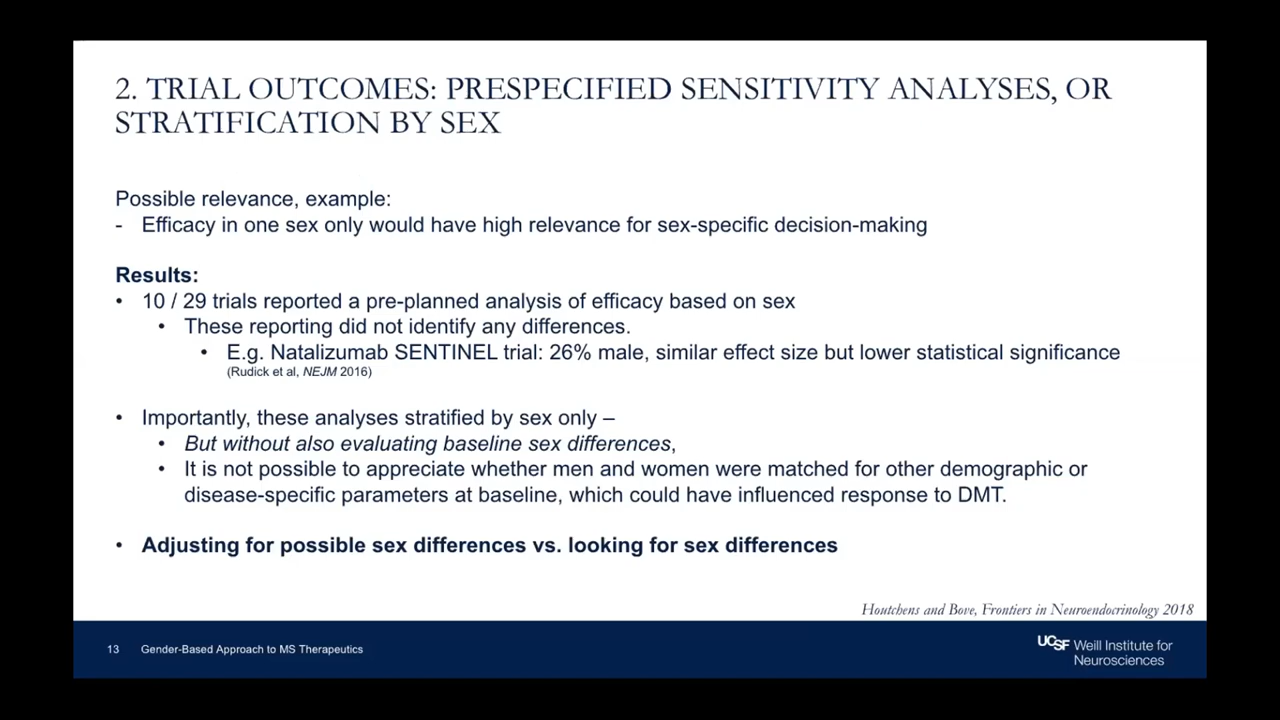 2. TRIAL OUTCOMES: PRESPECIFIED SENSITIVITY ANALYSES, OR
STRATIFICATION BY SEX
Possible relevance, example:
- Efficacy in one sex only would have high relevance for sex-specific decision-making
Results:
• 10 / 29 trials reported a pre-planned analysis of efficacy based on sex
• These reporting did not identify any differences.
• E.g. Natalizumab SENTINEL trial: 26% male, similar effect size but lower statistical significance
(Rudick et al, NEJM 2016)
• Importantly, these analyses stratified by sex only –
• But without also evaluating baseline sex differences,
• It is not possible to appreciate whether men and women were matched for other demographic or
disease-specific parameters at baseline, which could have influenced response to DMT.
• Adjusting for possible sex differences vs. looking for sex differences
Houtchens and Bove, Frontiers in Neuroendocrinology 2018
13 Gender-Based Approach to MS Therapeutics
UCSF Weill Institute for
Neurosciences